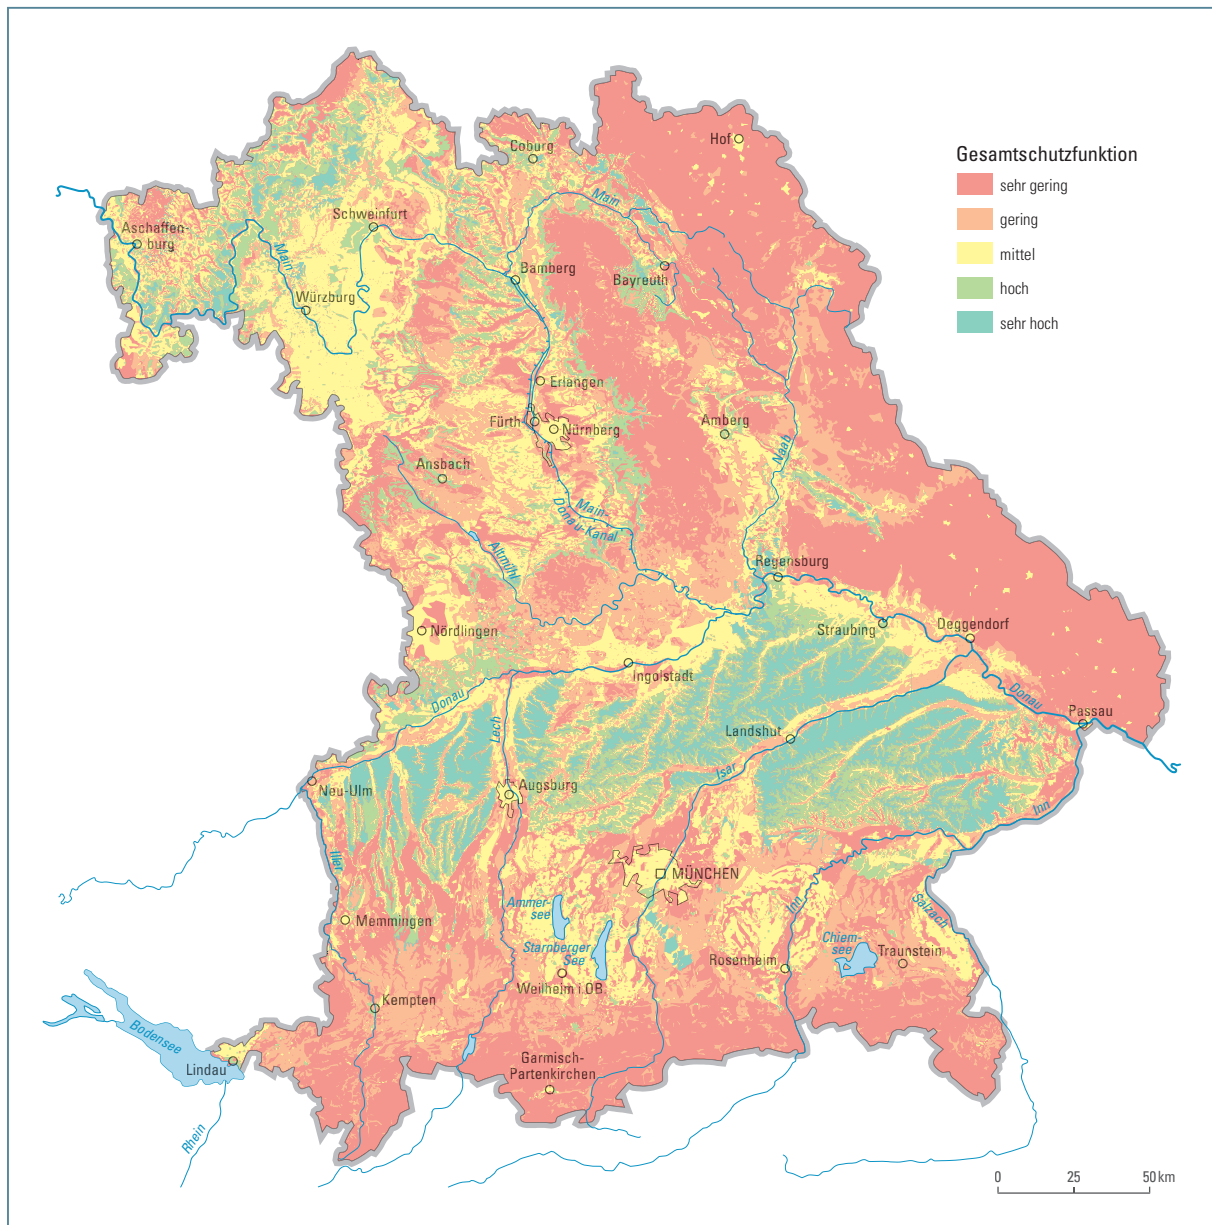 Hof
Gesamtschutzfunktion
sehr gering
gering
mittel
hoch
sehr hoch
Coburg
Main
Schweinfurt
Aschaffen-
burg
Main
Bamberg
Bayreuth
Würzburg
Erlangen
Fürth
Nürnberg
Amberg
Naab
Ansbach
Main-
Donau-Kanal
Altmühl
Regensburg
Straubing
Deggendorf
Nördlingen
Ingolstadt
Donau
Donau
Passau
Lech
Landshut
Isar
Neu-Ulm
Augsburg
Inn
Iller
MÜNCHEN
Memmingen
Ammer-
see
Inn
Salzach
Starnberger
See
Chiem-
see
Traunstein
Rosenheim
Weilheim i.OB.
Kempten
Bodensee
Lindau
Garmisch-
Partenkirchen
Rhein
0 25 50 km